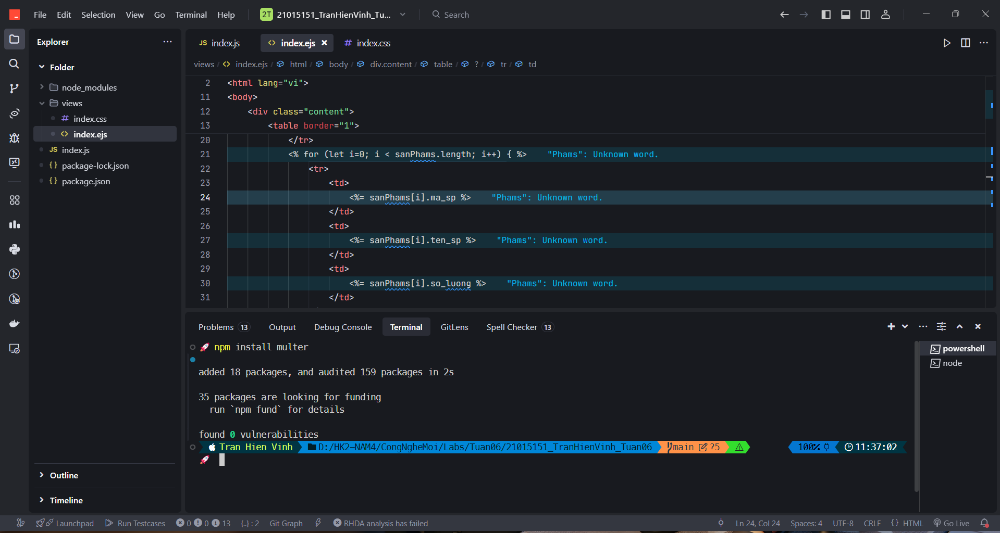 File Edit Selection View Go Terminal Help 2T 21015151_TranHienVinh_Tu... Search
Explorer
Folder
node_modules
views
# index.css
<> index.ejs
JS index.js
{} package-lock.json
{} package.json
Outline
Timeline
JS index.js <> index.ejs # index.css
views / <> index.ejs / html / body / div.content / table / ? / tr / td
2 <html lang="vi">
11 <body>
12 <div class="content">
13 <table border="1">
20 </tr>
21 <% for (let i=0; i < sanPhams.length; i++) { %> "Phams": Unknown word.
22 <tr>
23 <td>
24 <%= sanPhams[i].ma_sp %> "Phams": Unknown word.
25 </td>
26 <td>
27 <%= sanPhams[i].ten_sp %> "Phams": Unknown word.
28 </td>
29 <td>
30 <%= sanPhams[i].so_luong %> "Phams": Unknown word.
31 </td>
Problems 13 Output Debug Console Terminal GitLens Spell Checker 13
npm install multer
added 18 packages, and audited 159 packages in 2s
35 packages are looking for funding
run `npm fund` for details
found 0 vulnerabilities
Tran Hien Vinh D:/HK2-NAM4/CongNgheMoi/Labs/Tuan06/21015151_TranHienVinh_Tuan06 main ?5 100% 11:37:02
powershell
node
Launchpad Run Testcases 0 0 13 {..} : 2 Git Graph RHDA analysis has failed Ln 24, Col 24 Spaces: 4 UTF-8 CRLF {} HTML Go Live